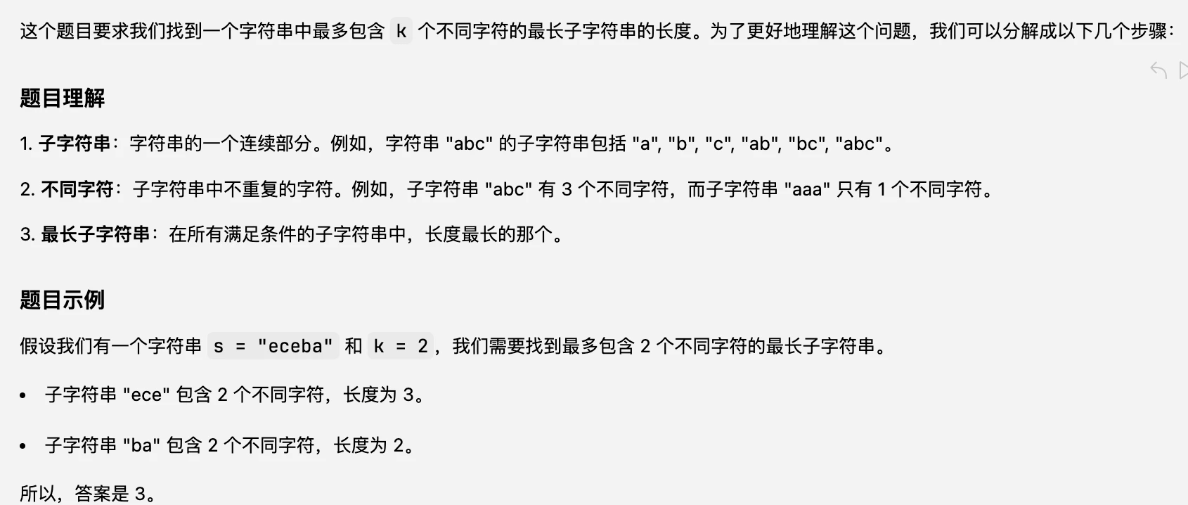 这个题目要求我们找到一个字符串中最多包含 k 个不同字符的最长子字符串的长度。为了更好地理解这个问题，我们可以分解成以下几个步骤：
题目理解
1. 子字符串：字符串的一个连续部分。例如，字符串 "abc" 的子字符串包括 "a", "b", "c", "ab", "bc", "abc"。
2. 不同字符：子字符串中不重复的字符。例如，子字符串 "abc" 有 3 个不同字符，而子字符串 "aaa" 只有 1 个不同字符。
3. 最长子字符串：在所有满足条件的子字符串中，长度最长的那个。
题目示例
假设我们有一个字符串 s = "eceba" 和 k = 2，我们需要找到最多包含 2 个不同字符的最长子字符串。
• 子字符串 "ece" 包含 2 个不同字符，长度为 3。
• 子字符串 "ba" 包含 2 个不同字符，长度为 2。
所以，答案是 3。